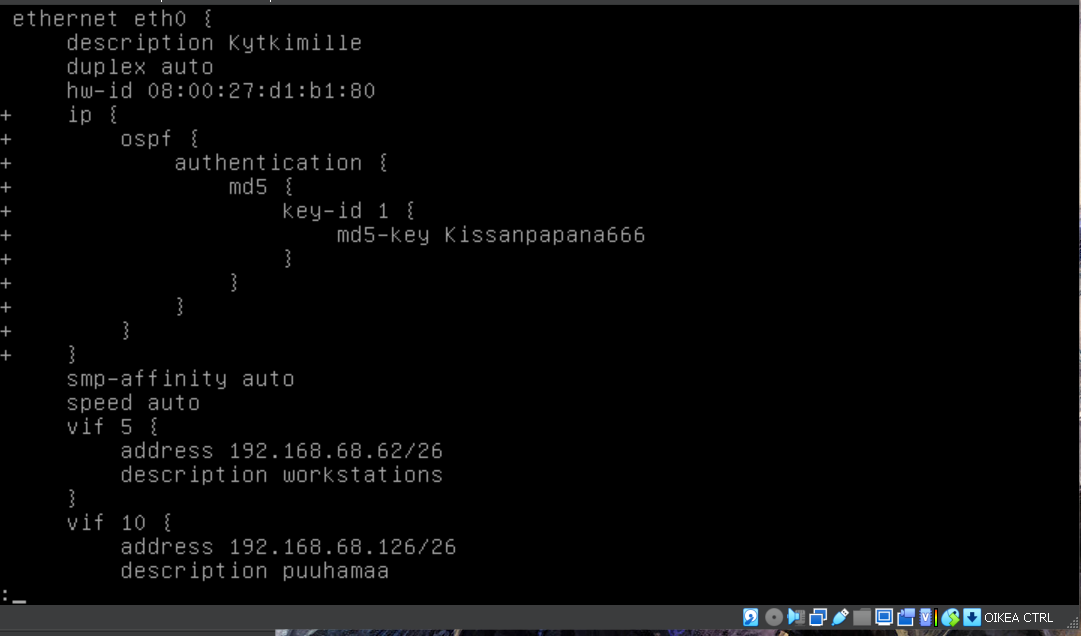 ethernet eth0 {
description Kytkimille
duplex auto
hw-id 08:00:27:d1:b1:80
+ ip {
+ ospf {
+ authentication {
+ md5 {
+ key-id 1 {
+ md5-key Kissanpapana666
+ }
+ }
+ }
+ }
+ }
smp-affinity auto
speed auto
vif 5 {
address 192.168.68.62/26
description workstations
}
vif 10 {
address 192.168.68.126/26
description puuhamaa
:_
OIKEA CTRL